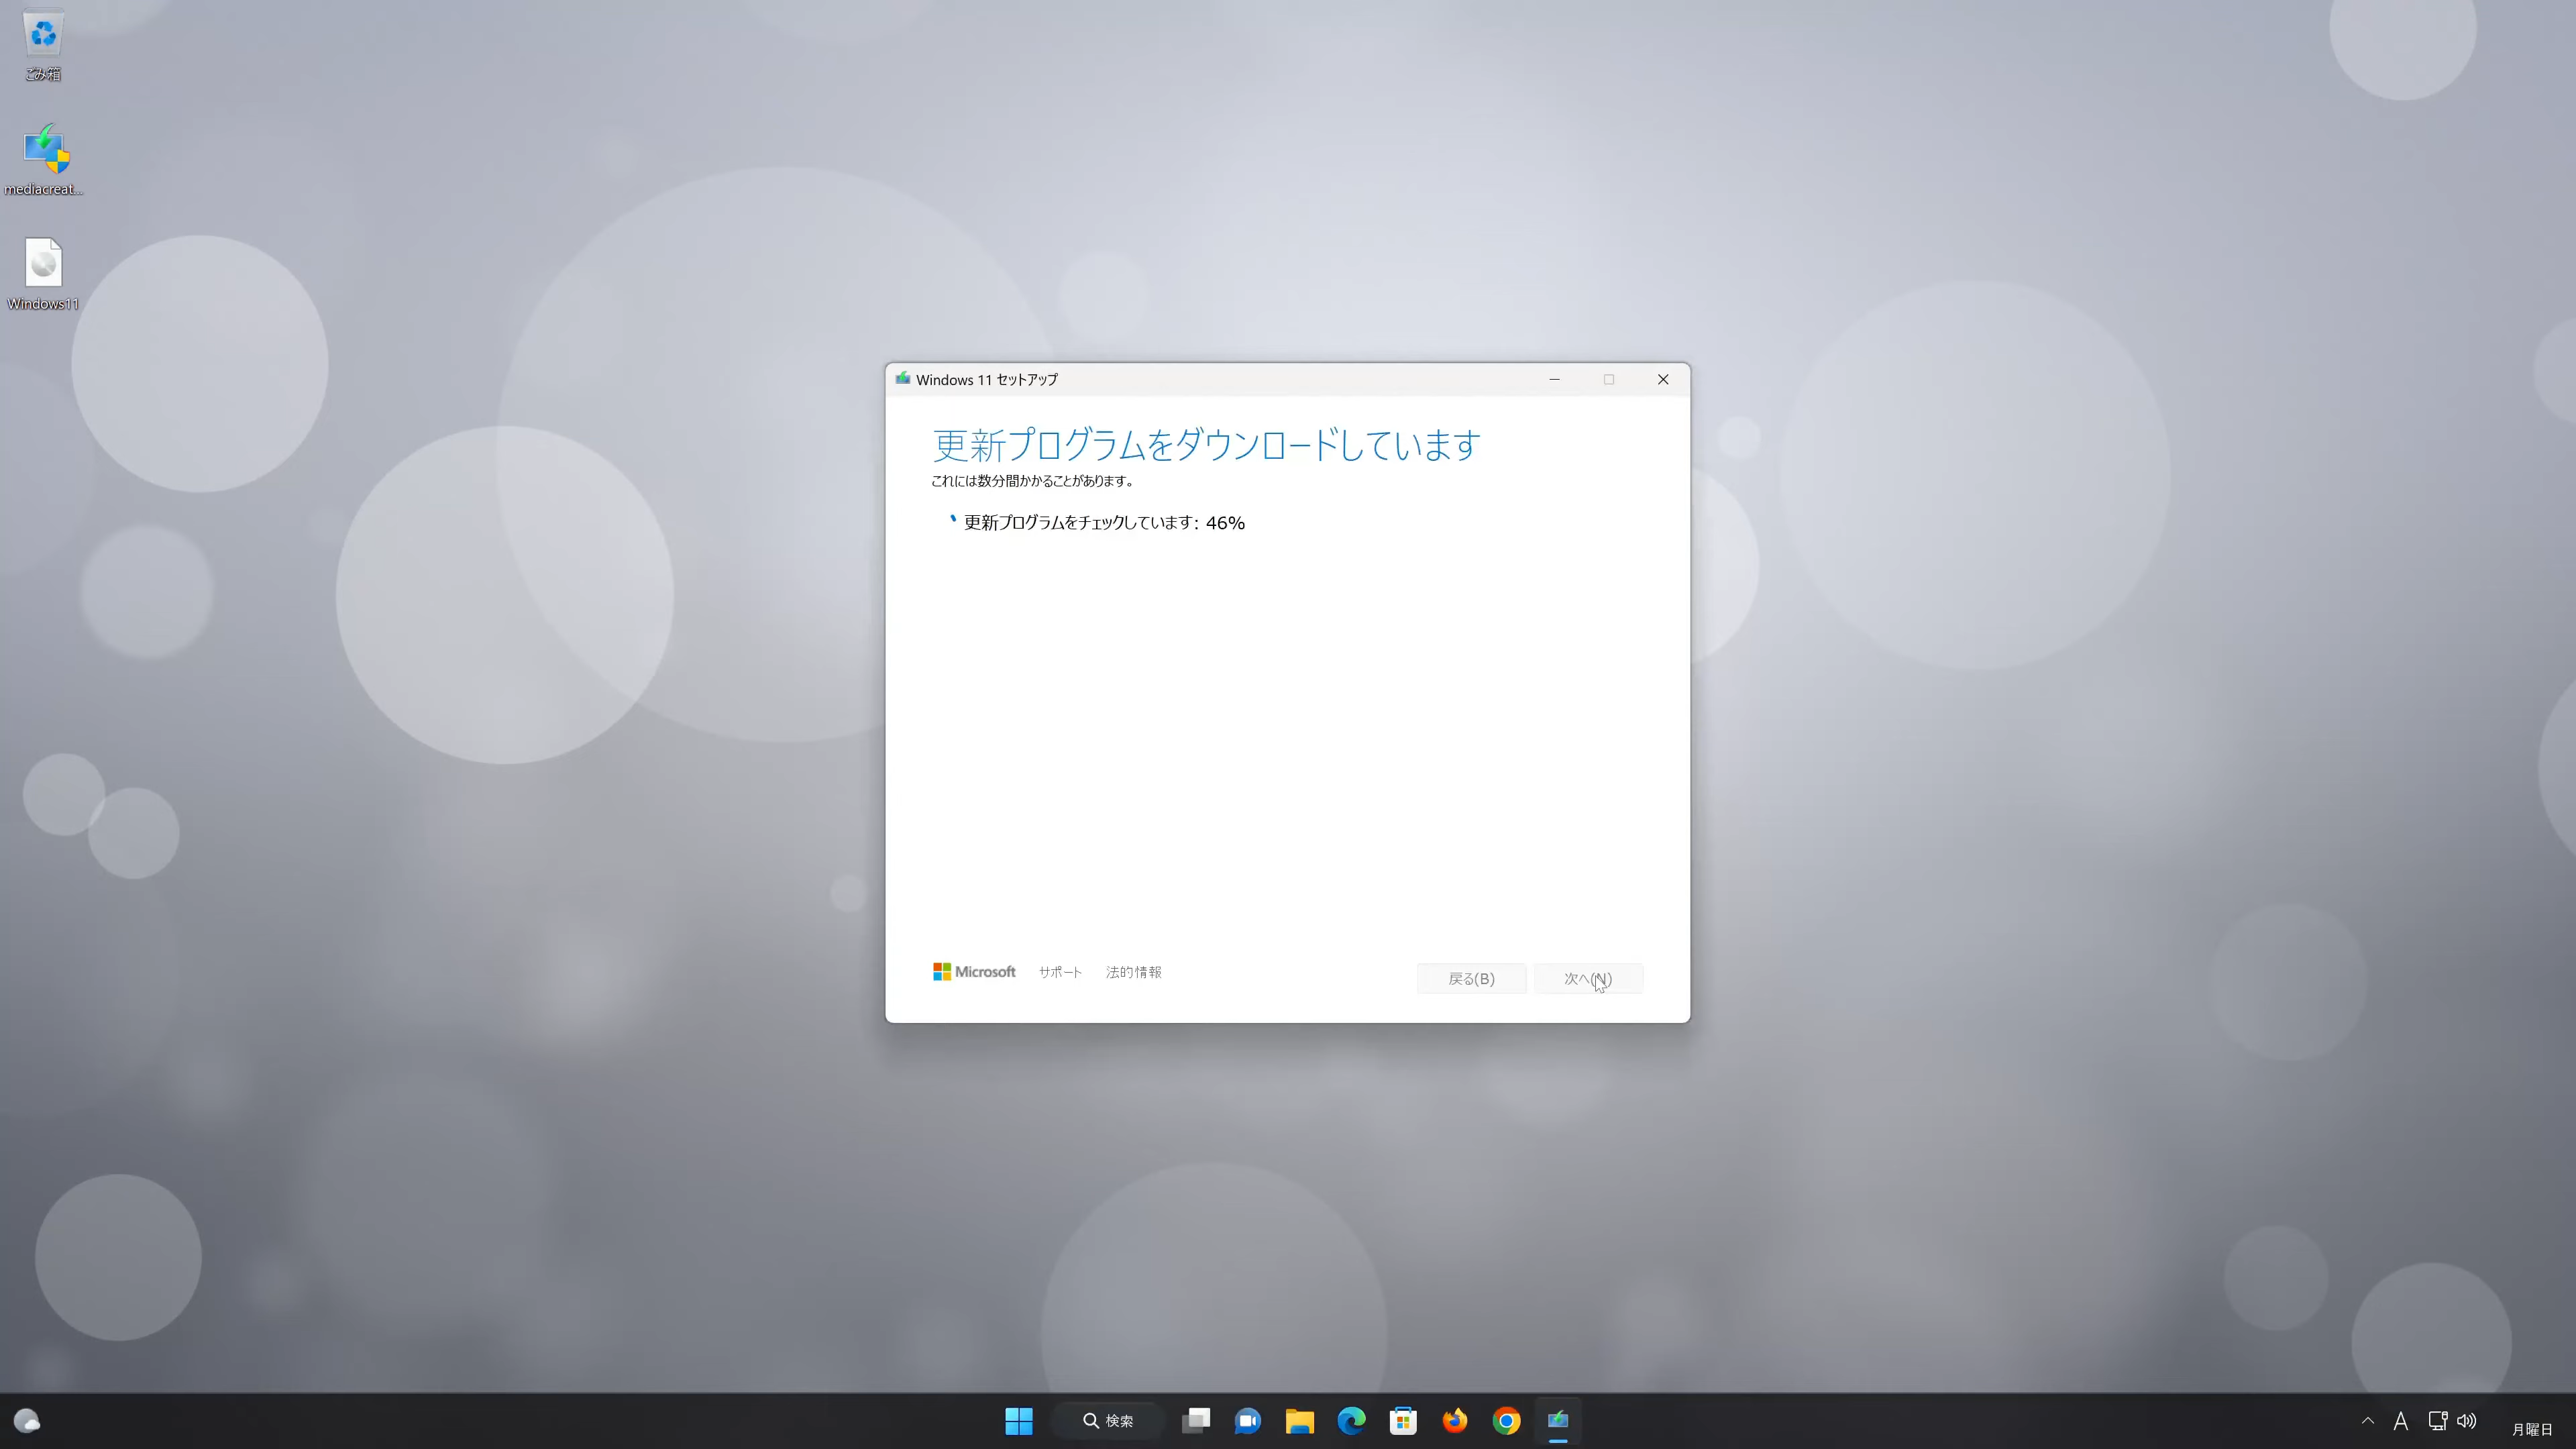 ごみ箱
mediacreat...
Windows11
Windows 11 セットアップ
更新プログラムをダウンロードしています
これには数分間かかることがあります。
更新プログラムをチェックしています: 46%
Microsoft サポート 法的情報
戻る(B) 次へ(N)
検索
A
月曜日